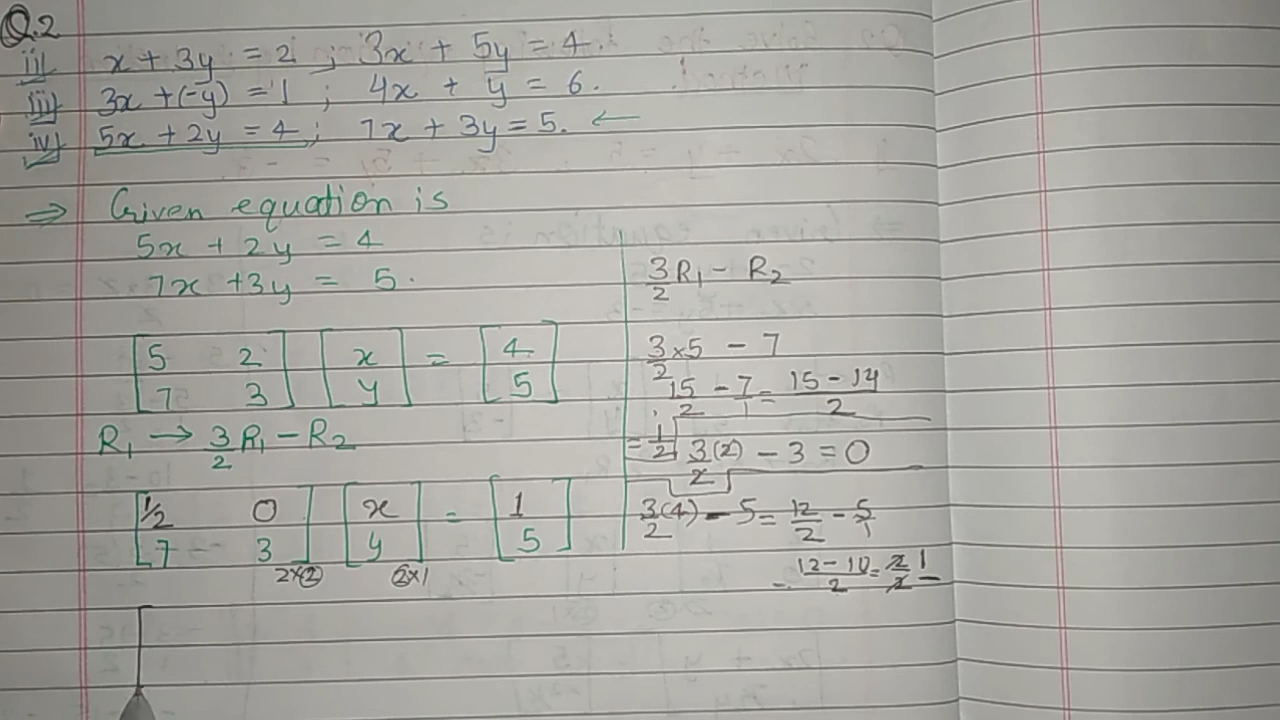 Q.2
ii) x + 3y = 2 ; 3x + 5y = 4.
iii) 3x + (-y) = 1 ; 4x + y = 6.
iv) 5x + 2y = 4 ; 7x + 3y = 5. ←
⇒ Given equation is
5x + 2y = 4
7x + 3y = 5.
[5 2] [x] = [4]
[7 3] [y] [5]
R₁ → 3/2 R₁ - R₂
[1/2 0] [x] = [1]
[7 3] [y] [5]
2×2 2×1
3/2 R₁ - R₂
3/2 × 5 - 7
15/2 - 7/1 = (15 - 14)/2
= 1/2
3(2)/2 - 3 = 0
3/2 (4) - 5 = 12/2 - 5/1
= (12 - 10)/2 = 2/2 1